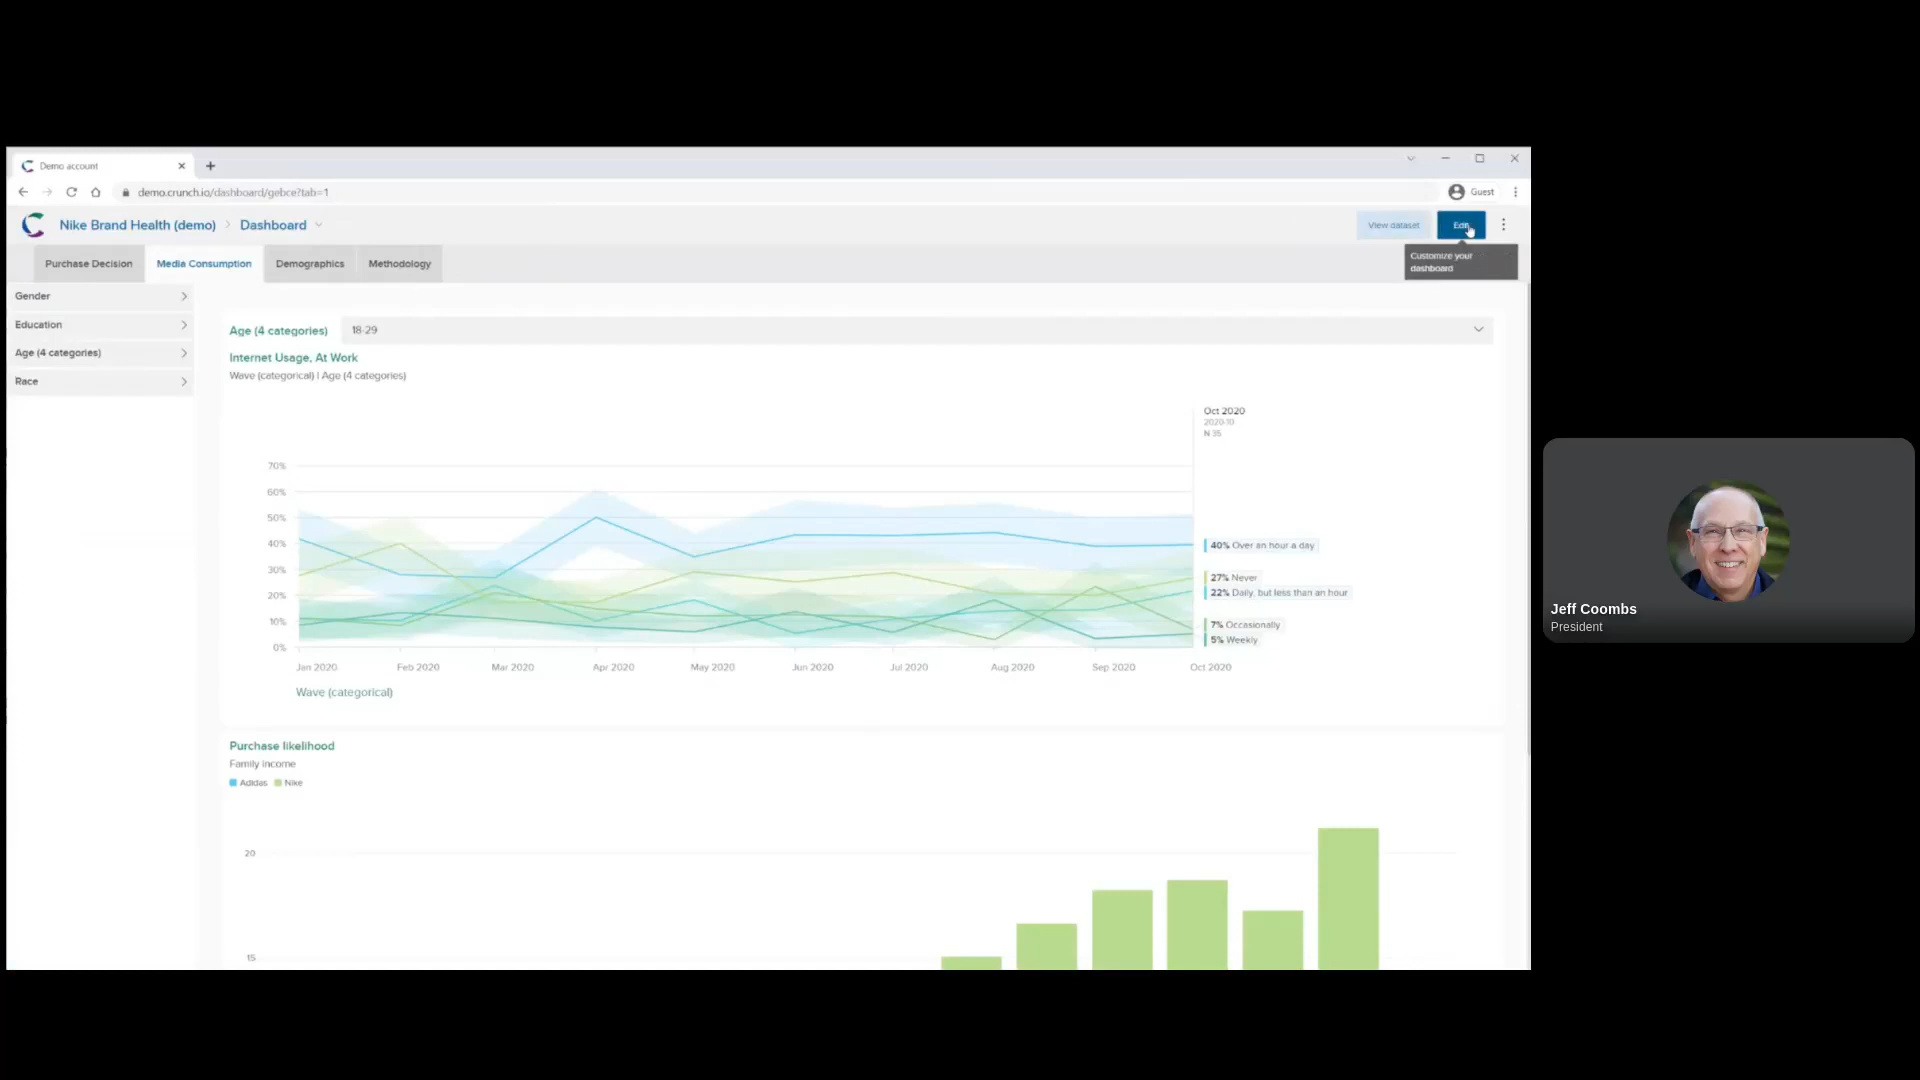 Demo account
demo.crunch.io/dashboard/gebce?tab=1
Guest
Nike Brand Health (demo)
Dashboard
View dataset
Edit
Customize your
dashboard
Purchase Decision
Media Consumption
Demographics
Methodology
Gender
Education
Age (4 categories)
Race
Age (4 categories)
18-29
Internet Usage, At Work
Wave (categorical) | Age (4 categories)
Oct 2020
2020-10
N 35
70%
60%
50%
40%
30%
20%
10%
0%
40% Over an hour a day
27% Never
22% Daily, but less than an hour
7% Occasionally
5% Weekly
Jan 2020
Feb 2020
Mar 2020
Apr 2020
May 2020
Jun 2020
Jul 2020
Aug 2020
Sep 2020
Oct 2020
Wave (categorical)
Purchase likelihood
Family income
Adidas
Nike
20
15
Jeff Coombs
President